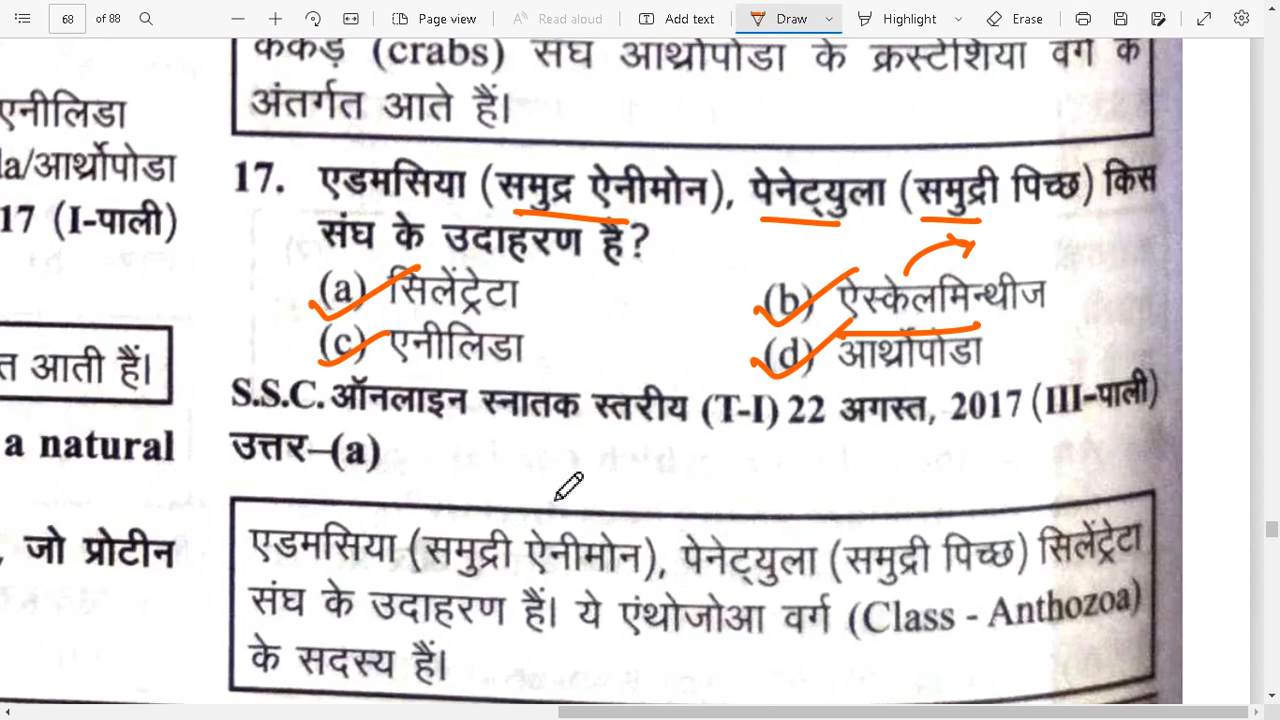 68 of 88 Page view Read aloud Add text Draw Highlight Erase
केकड़े (crabs) संघ आर्थ्रोपोडा के क्रस्टेशिया वर्ग के
अंतर्गत आते हैं।
एनीलिडा
da/आर्थ्रोपोडा
17 (I-पाली)
त आती हैं।
a natural
, जो प्रोटीन
17. एडमसिया (समुद्र ऐनीमोन), पेनेट्युला (समुद्री पिच्छ) किस
संघ के उदाहरण है?
(a) सिलेंट्रेटा (b) ऐस्केलमिन्थीज
(c) एनीलिडा (d) आर्थ्रोपोडा
S.S.C. ऑनलाइन स्नातक स्तरीय (T-I) 22 अगस्त, 2017 (III-पाली)
उत्तर–(a)
एडमसिया (समुद्री ऐनीमोन), पेनेट्युला (समुद्री पिच्छ) सिलेंट्रेटा
संघ के उदाहरण हैं। ये एंथोजोआ वर्ग (Class - Anthozoa)
के सदस्य हैं।